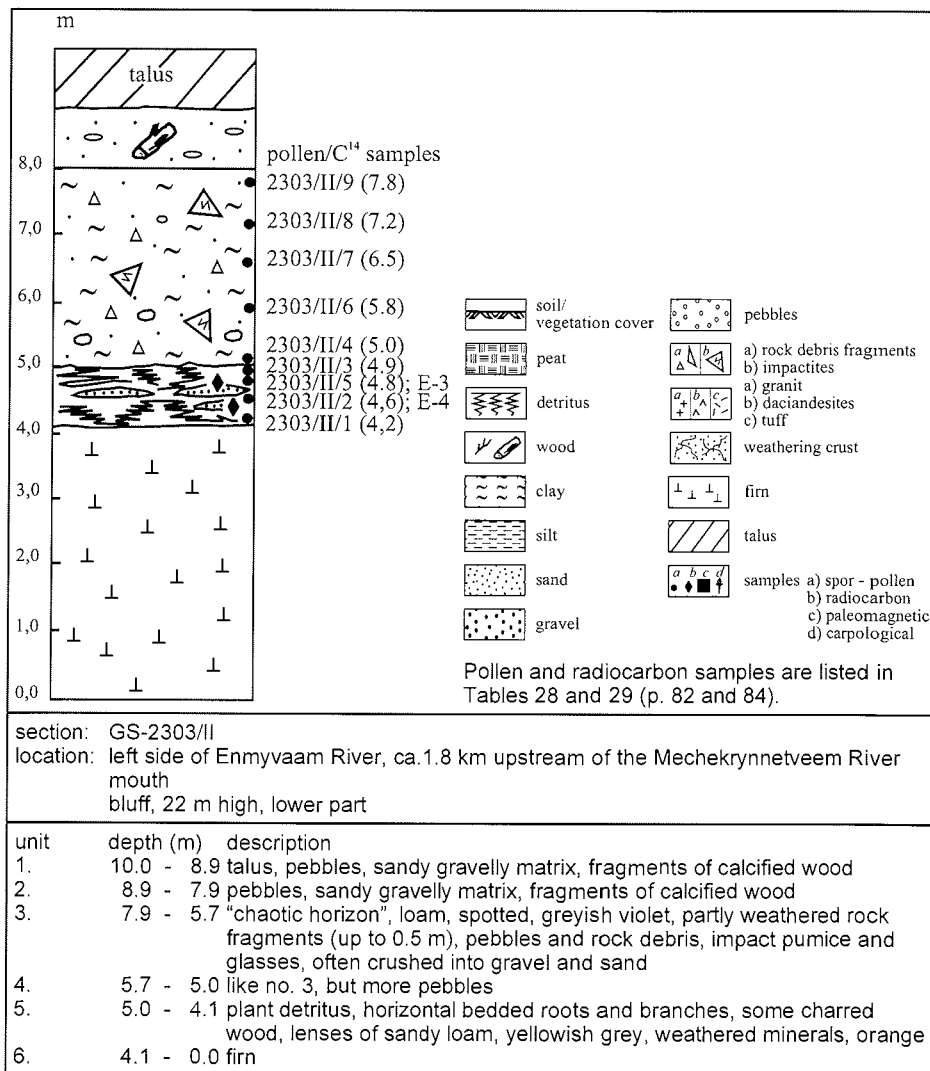 m
talus
8,0
7,0
6,0
5,0
4,0
3,0
2,0
1,0
0,0
pollen/C14 samples
2303/II/9 (7.8)
2303/II/8 (7.2)
2303/II/7 (6.5)
2303/II/6 (5.8)
2303/II/4 (5.0)
2303/II/3 (4.9)
2303/II/5 (4.8); E-3
2303/II/2 (4,6); E-4
2303/II/1 (4,2)
soil/
vegetation cover
peat
detritus
wood
clay
silt
sand
gravel
pebbles
a b
a) rock debris fragments
b) impactites
a b c
a) granit
b) daciandesites
c) tuff
weathering crust
firn
talus
a b c d
samples a) spor - pollen
b) radiocarbon
c) paleomagnetic
d) carpological
Pollen and radiocarbon samples are listed in
Tables 28 and 29 (p. 82 and 84).
section: GS-2303/II
location: left side of Enmyvaam River, ca.1.8 km upstream of the Mechekrynnetveem River
mouth
bluff, 22 m high, lower part
unit depth (m) description
1. 10.0 - 8.9 talus, pebbles, sandy gravelly matrix, fragments of calcified wood
2. 8.9 - 7.9 pebbles, sandy gravelly matrix, fragments of calcified wood
3. 7.9 - 5.7 "chaotic horizon", loam, spotted, greyish violet, partly weathered rock
fragments (up to 0.5 m), pebbles and rock debris, impact pumice and
glasses, often crushed into gravel and sand
4. 5.7 - 5.0 like no. 3, but more pebbles
5. 5.0 - 4.1 plant detritus, horizontal bedded roots and branches, some charred
wood, lenses of sandy loam, yellowish grey, weathered minerals, orange
6. 4.1 - 0.0 firn